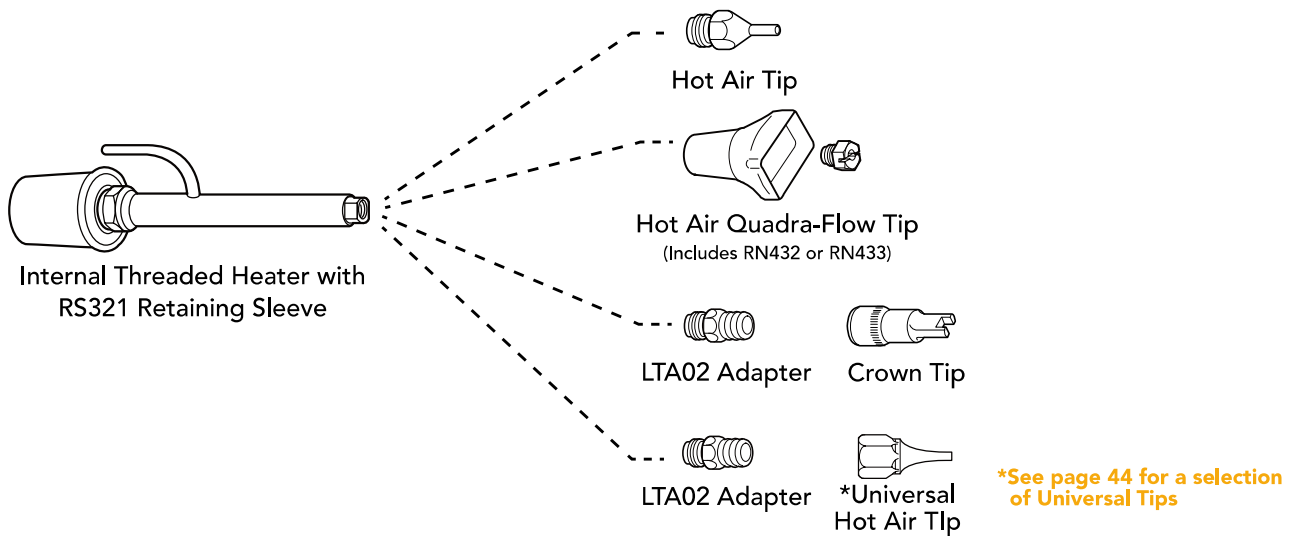 Hot Air Tip
Hot Air Quadra-Flow Tip
(Includes RN432 or RN433)
Internal Threaded Heater with
RS321 Retaining Sleeve
LTA02 Adapter
Crown Tip
LTA02 Adapter
*Universal
Hot Air TIp
*See page 44 for a selection
of Universal Tips